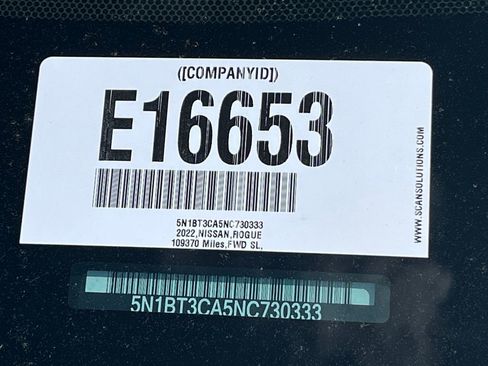 ([COMPANYID])
E16653
5N1BT3CA5NC730333
2022,NISSAN,ROGUE
109370 Miles,FWD SL,
WWW.SCANSOLUTIONS.COM
5N1BT3CA5NC730333